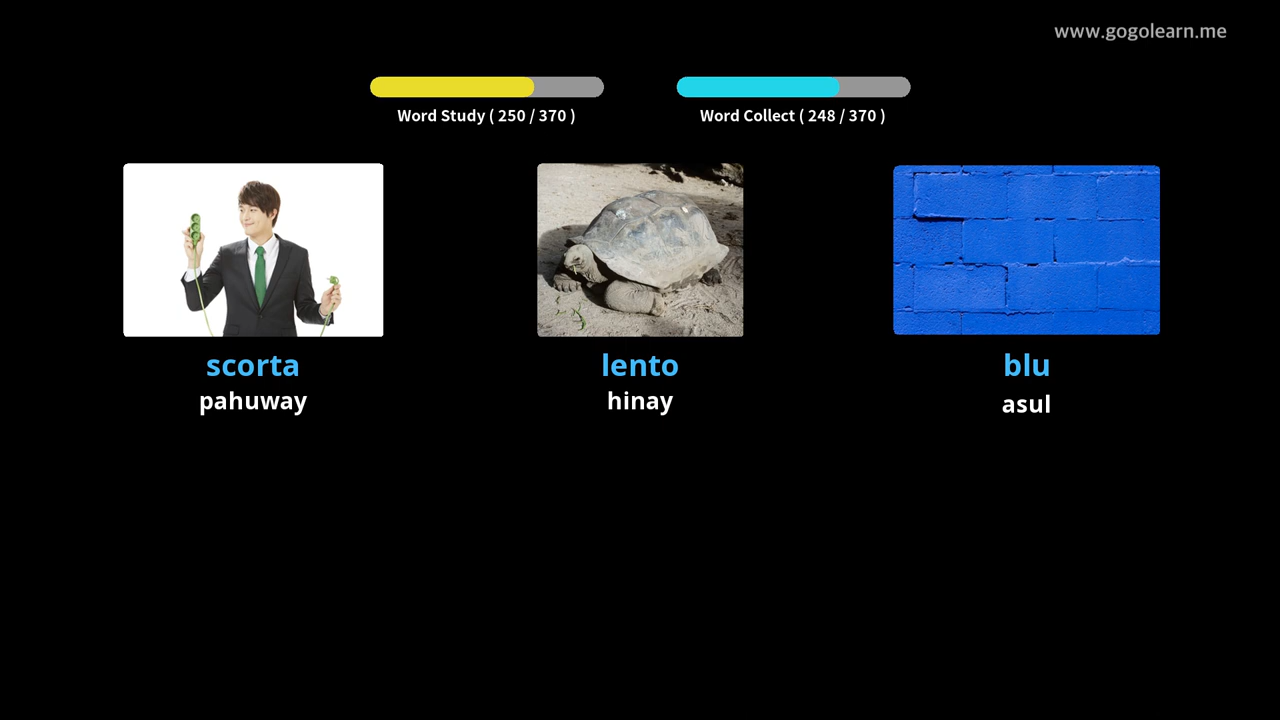 www.gogolearn.me
Word Study ( 250 / 370 )
Word Collect ( 248 / 370 )
scorta
pahuway
lento
hinay
blu
asul